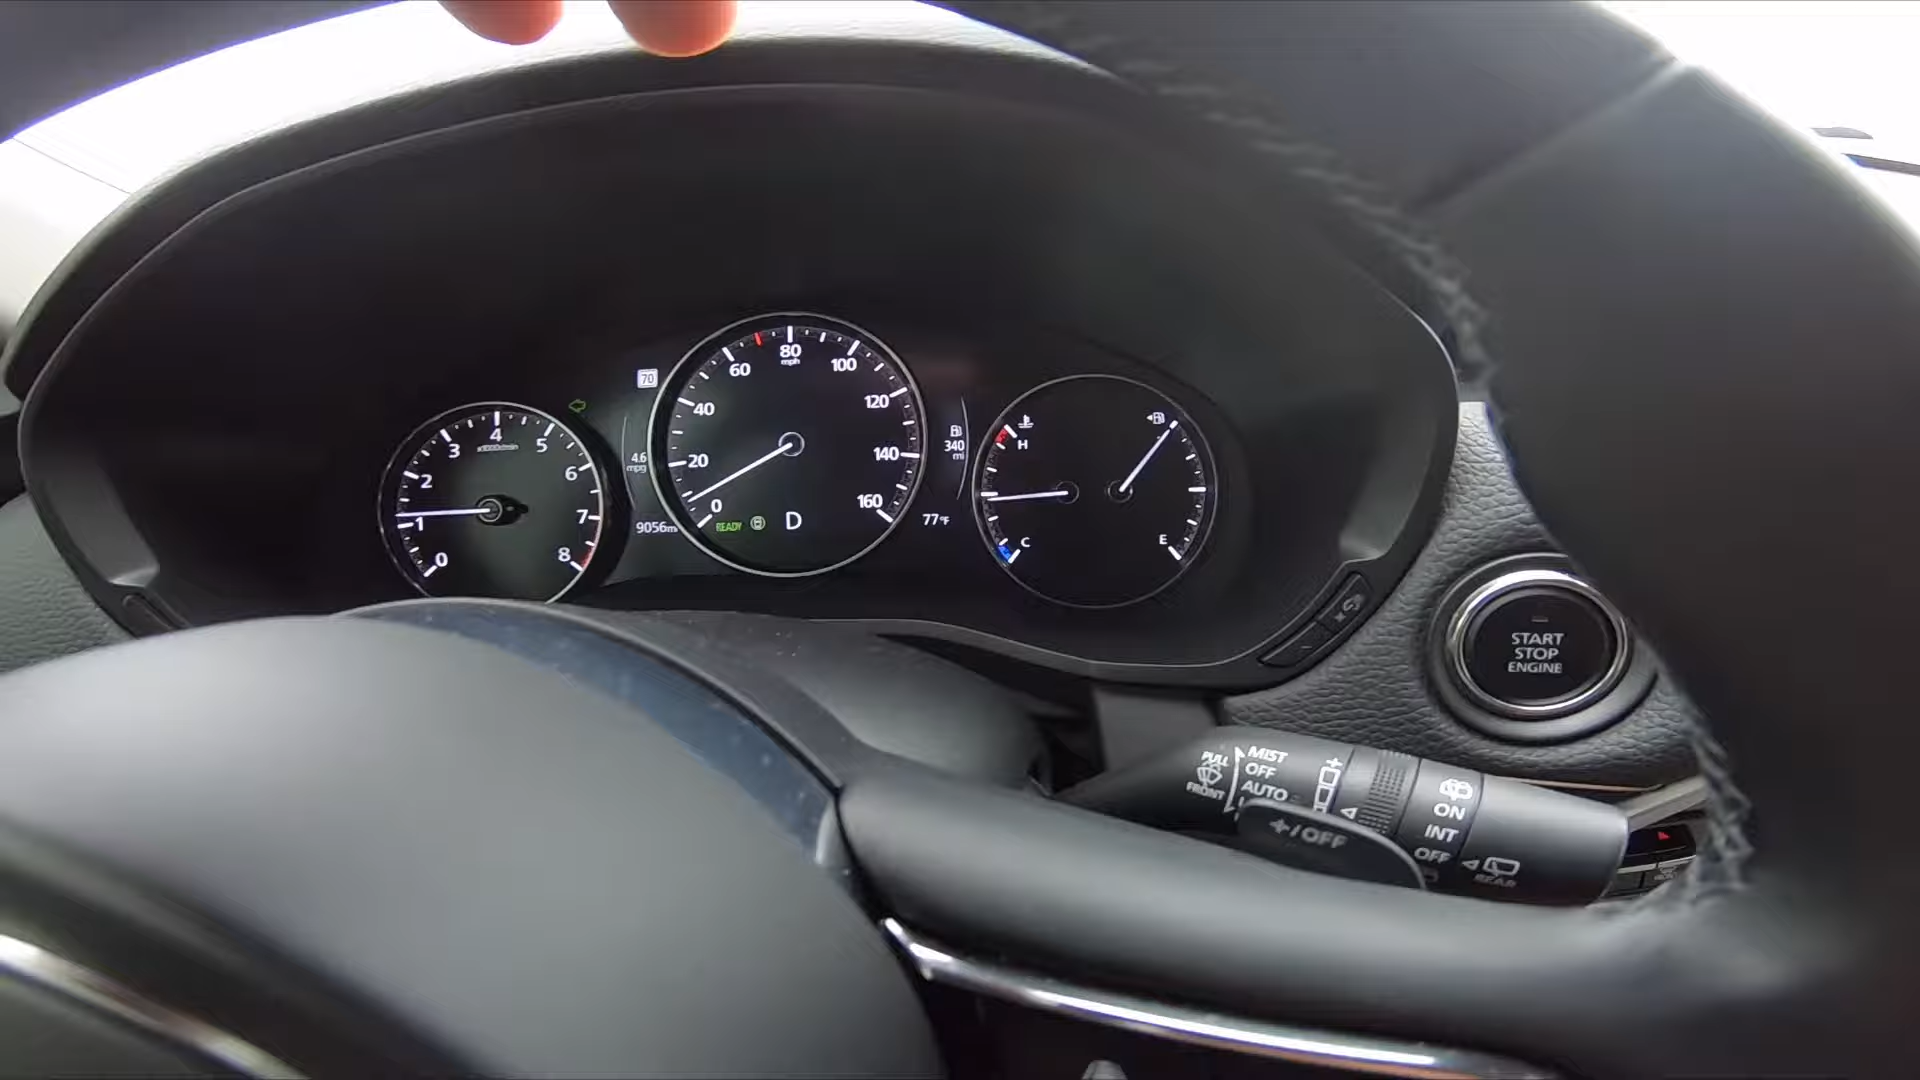 70
0
1
2
3
4
5
6
7
8
4.6
mpg
9056
0
20
40
60
80
mph
100
120
140
160
READY
D
340
mi
77°F
H
C
E
START
STOP
ENGINE
PULL
FRONT
MIST
OFF
AUTO
+
+/OFF
ON
INT
OFF
REAR